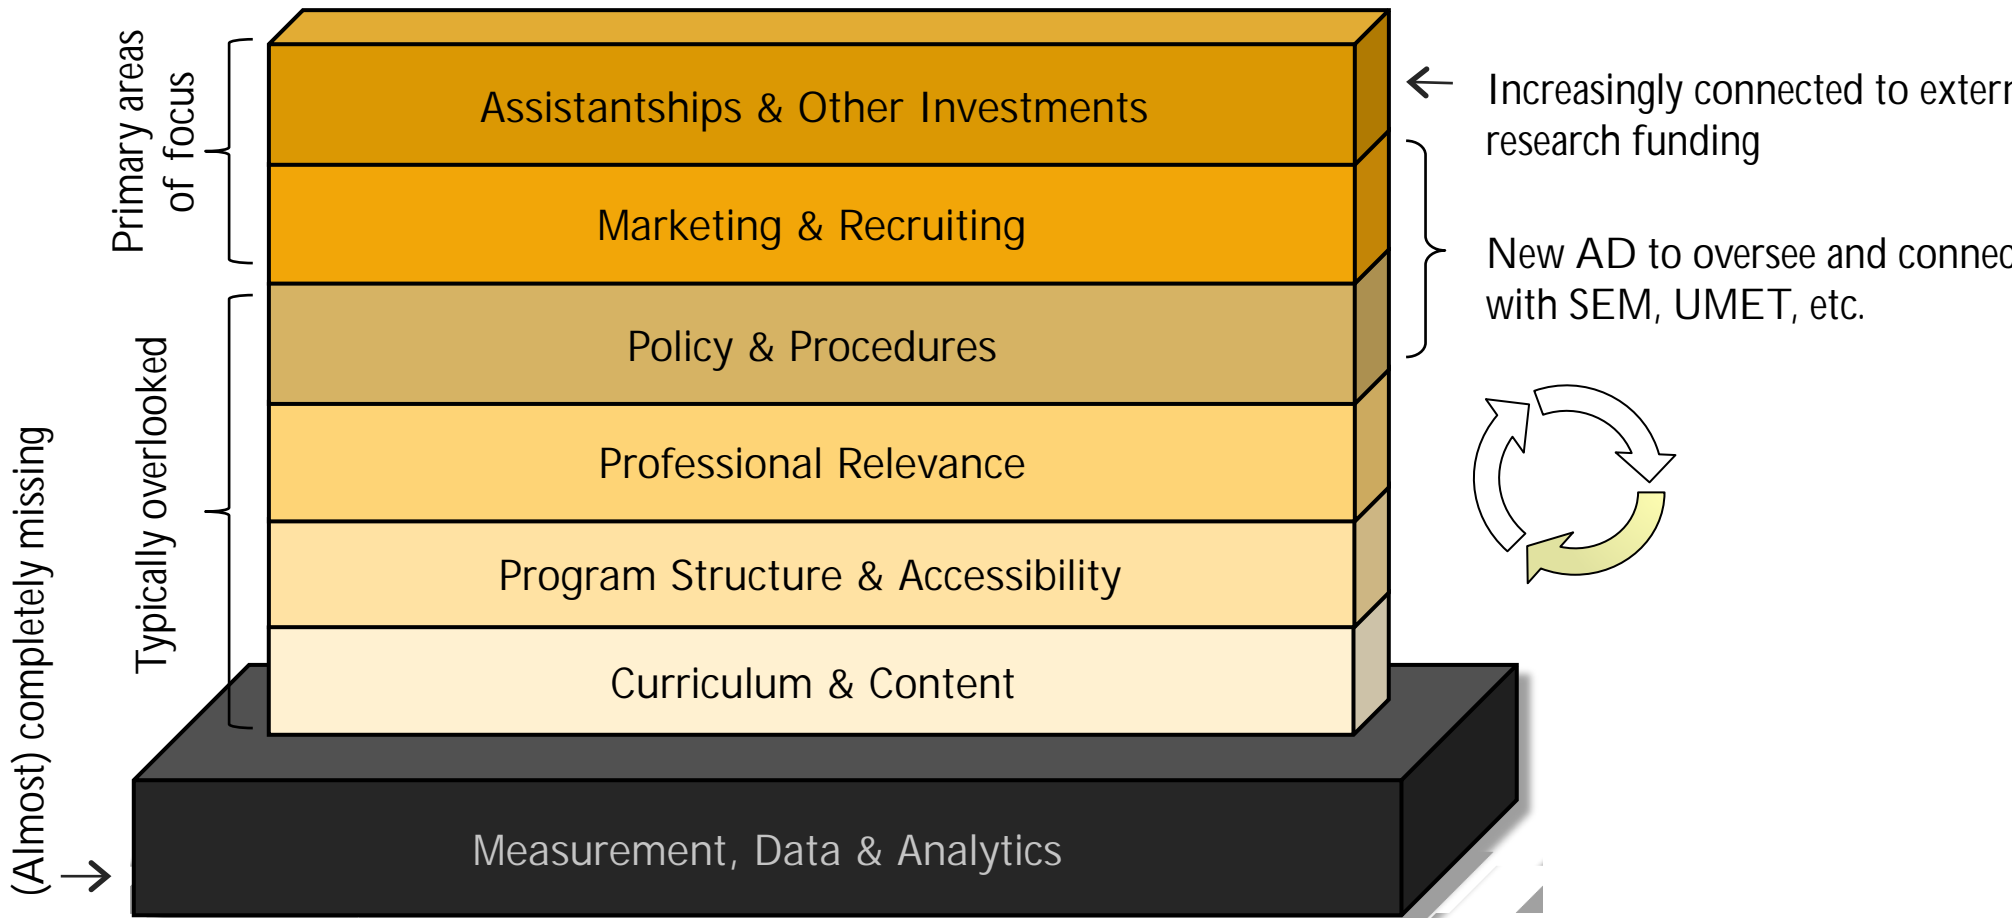 Primary areas
of focus
Typically overlooked
(Almost) completely missing
Assistantships & Other Investments
Marketing & Recruiting
Policy & Procedures
Professional Relevance
Program Structure & Accessibility
Curriculum & Content
Measurement, Data & Analytics
Increasingly connected to extern
research funding
New AD to oversee and connec
with SEM, UMET, etc.